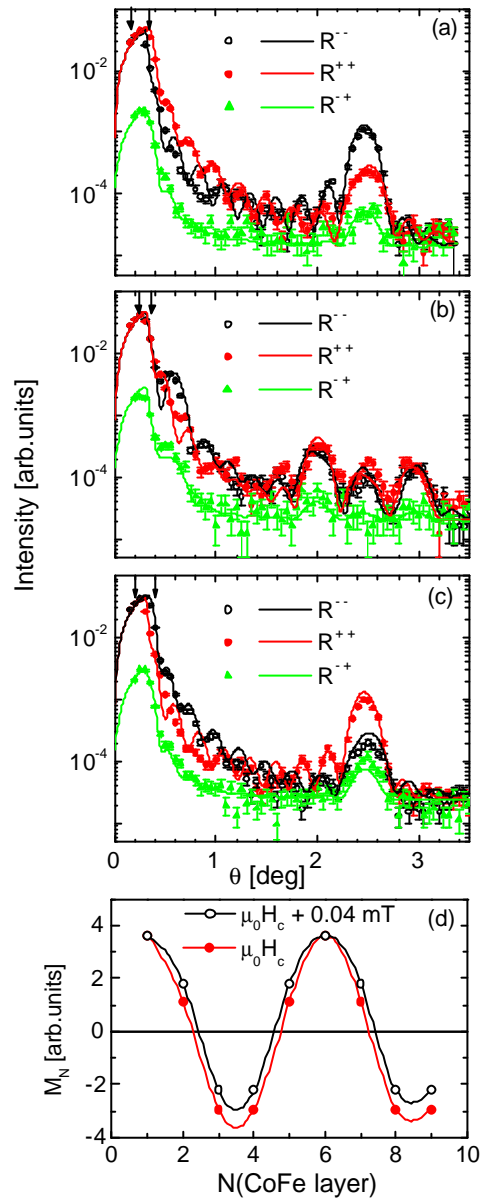 (a)
R⁻⁻
R⁺⁺
R⁻⁺
10⁻²
10⁻⁴
(b)
R⁻⁻
R⁺⁺
R⁻⁺
10⁻²
10⁻⁴
Intensity [arb.units]
(c)
R⁻⁻
R⁺⁺
R⁻⁺
10⁻²
10⁻⁴
0 1 2 3
θ [deg]
(d)
μ₀H_c + 0.04 mT
μ₀H_c
4
2
0
-2
-4
M_N [arb.units]
0 2 4 6 8 10
N(CoFe layer)